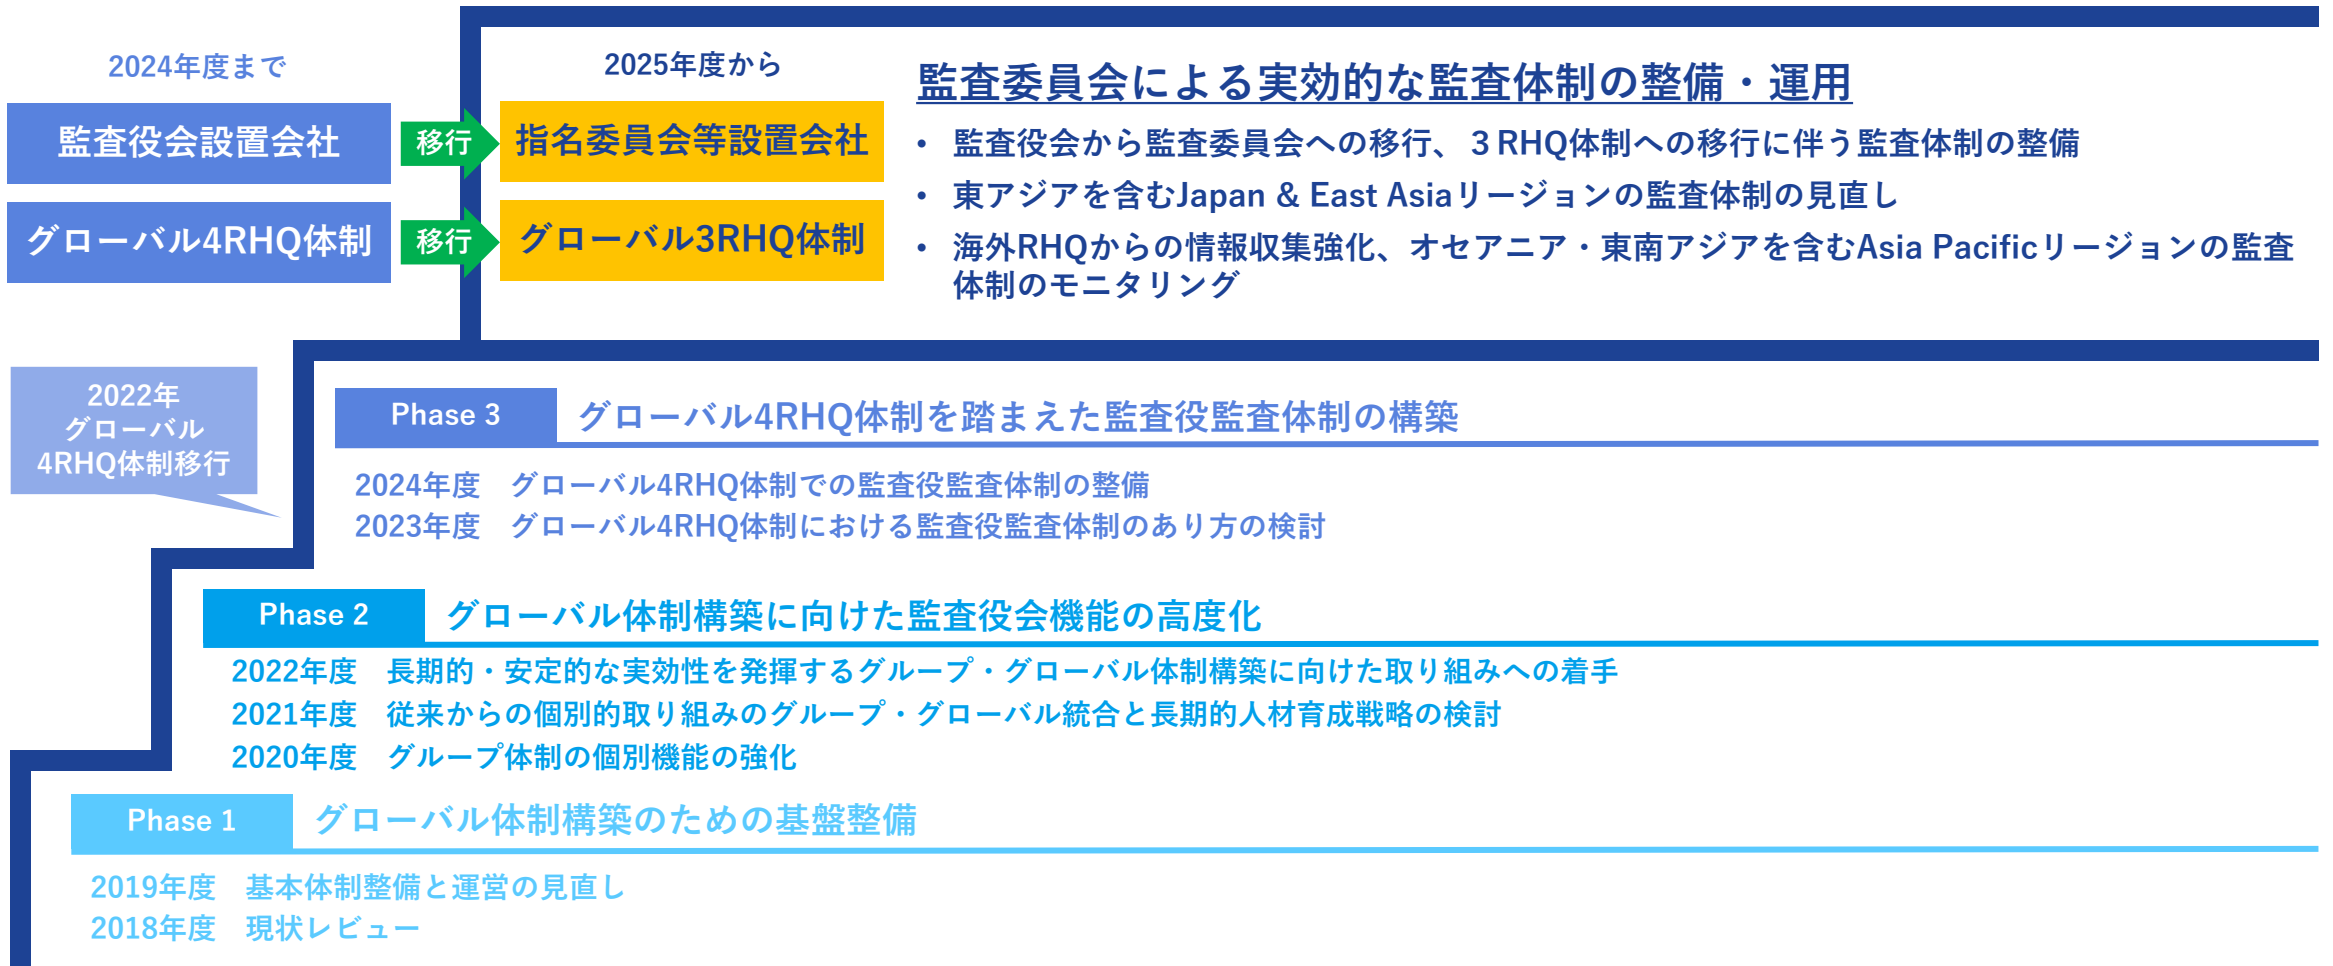 2024年度まで
監査役会設置会社
移行
グローバル4RHQ体制
移行
2025年度から
指名委員会等設置会社
グローバル3RHQ体制
監査委員会による実効的な監査体制の整備・運用
• 監査役会から監査委員会への移行、３RHQ体制への移行に伴う監査体制の整備
• 東アジアを含むJapan & East Asiaリージョンの監査体制の見直し
• 海外RHQからの情報収集強化、オセアニア・東南アジアを含むAsia Pacificリージョンの監査
体制のモニタリング
2022年
グローバル
4RHQ体制移行
Phase 3 グローバル4RHQ体制を踏まえた監査役監査体制の構築
2024年度　グローバル4RHQ体制での監査役監査体制の整備
2023年度　グローバル4RHQ体制における監査役監査体制のあり方の検討
Phase 2 グローバル体制構築に向けた監査役会機能の高度化
2022年度　長期的・安定的な実効性を発揮するグループ・グローバル体制構築に向けた取り組みへの着手
2021年度　従来からの個別的取り組みのグループ・グローバル統合と長期的人材育成戦略の検討
2020年度　グループ体制の個別機能の強化
Phase 1 グローバル体制構築のための基盤整備
2019年度　基本体制整備と運営の見直し
2018年度　現状レビュー